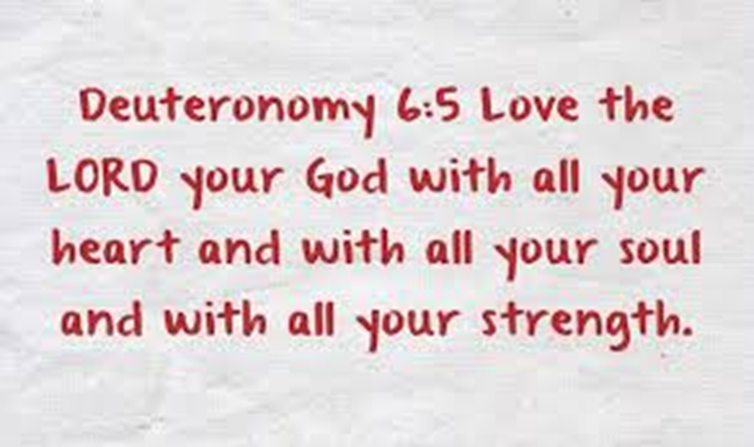 Deuteronomy 6:5 Love the
LORD your God with all your
heart and with all your soul
and with all your strength.